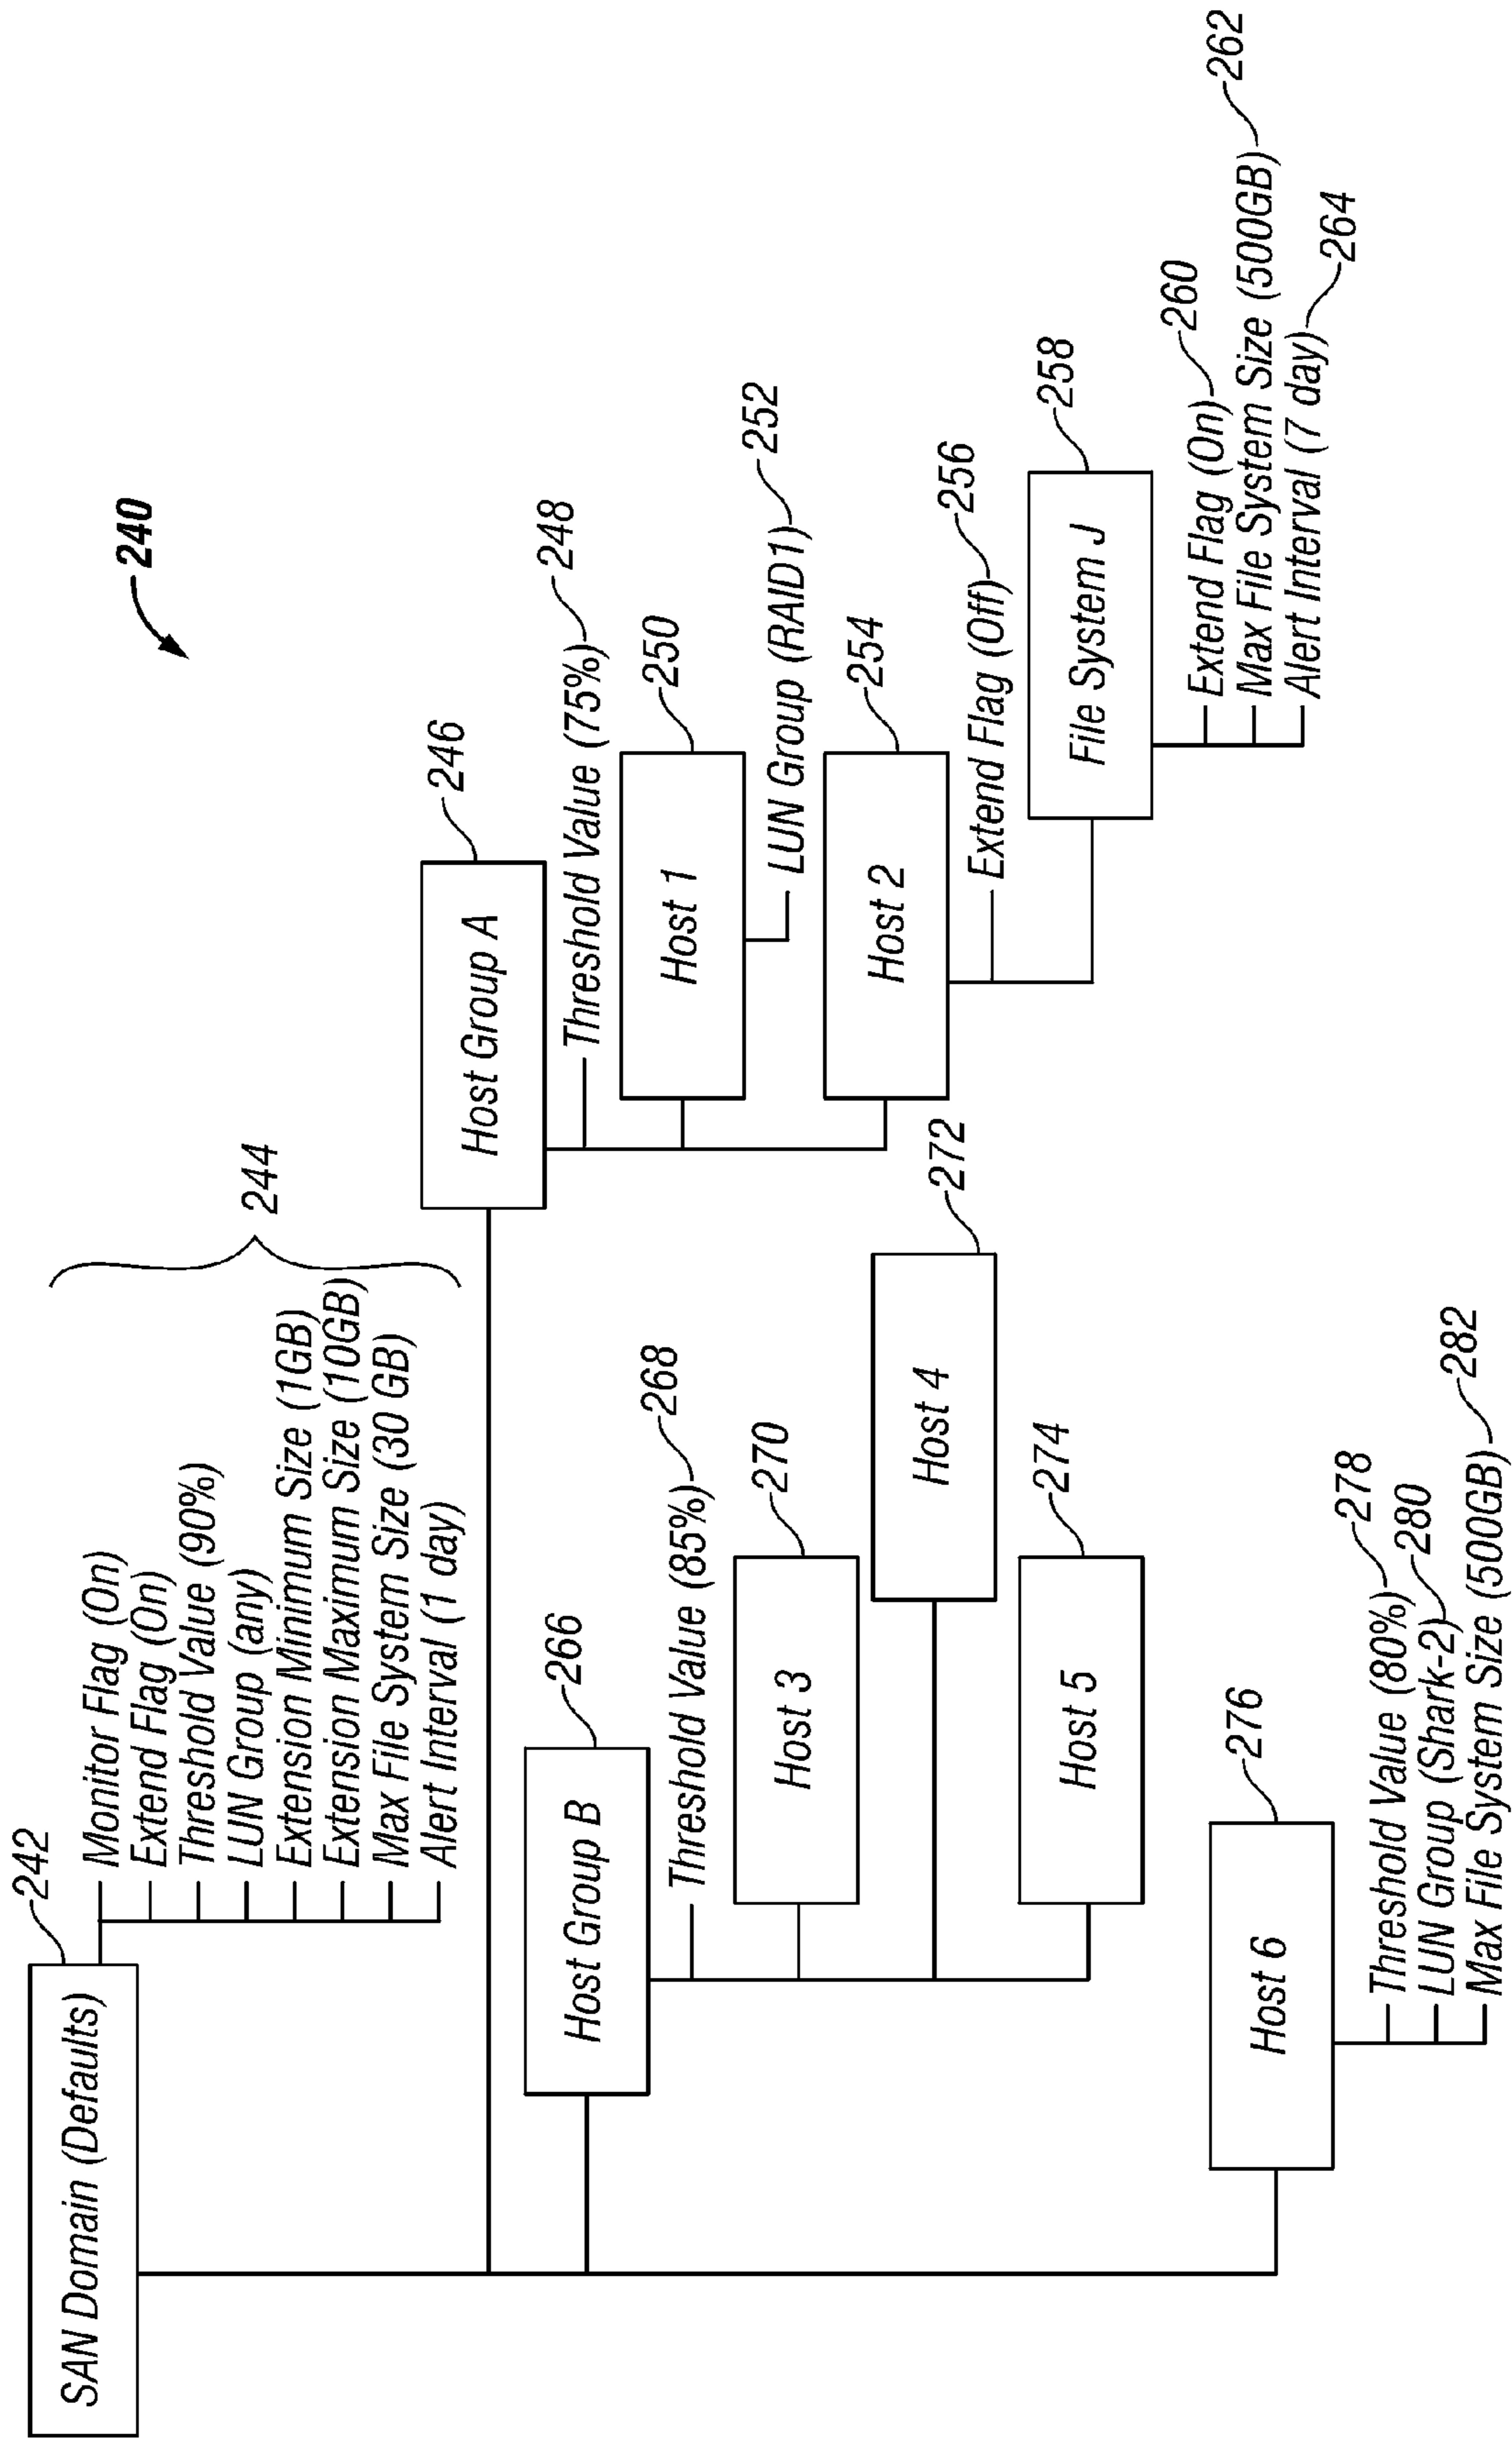 240
SAN Domain (Defaults)
242
Monitor Flag (On)
Extend Flag (On)
Threshold Value (90%)
LUN Group (any)
Extension Minimum Size (1GB)
Extension Maximum Size (10GB)
Max File System Size (30 GB)
Alert Interval (1 day)
244
Host Group A
246
Threshold Value (75%)
248
Host 1
250
LUN Group (RAID1)
252
Host 2
254
Extend Flag (Off)
256
File System J
258
Extend Flag (On)
260
Max File System Size (500GB)
262
Alert Interval (7 day)
264
Host Group B
266
Threshold Value (85%)
268
Host 3
270
Host 4
272
Host 5
274
Host 6
276
Threshold Value (80%)
278
LUN Group (Shark-2)
280
Max File System Size (500GB)
282